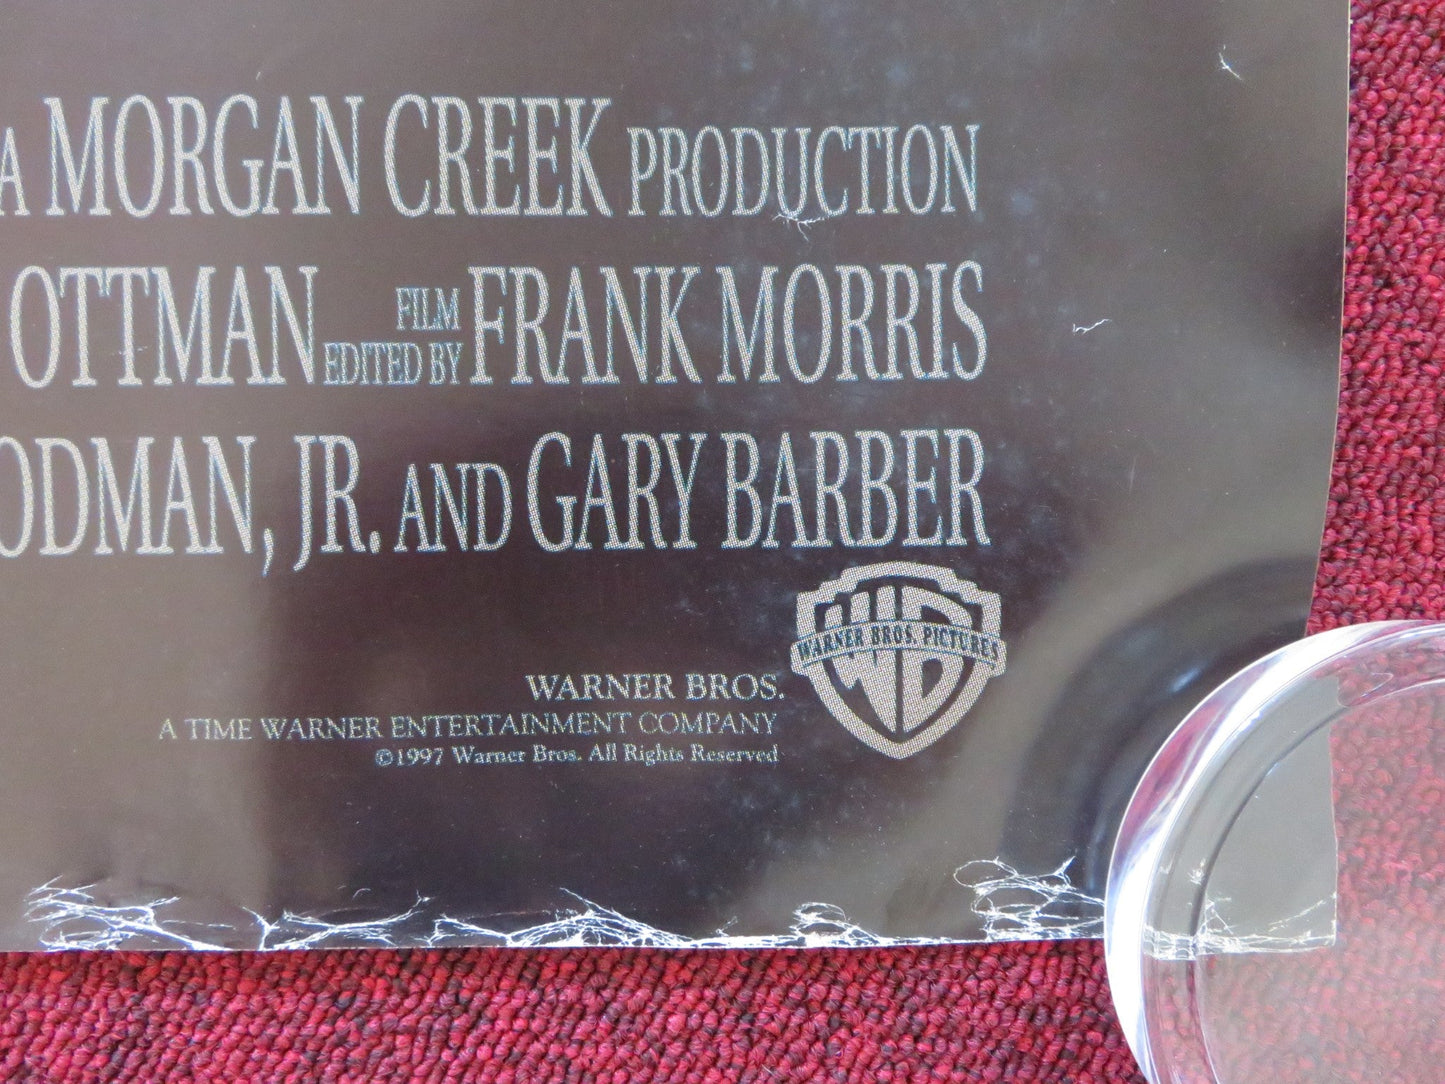 A MORGAN CREEK PRODUCTION
OTTMAN FILM EDITED BY FRANK MORRIS
ODMAN, JR. AND GARY BARBER
WB
WARNER BROS. PICTURES
WARNER BROS.
A TIME WARNER ENTERTAINMENT COMPANY
©1997 Warner Bros. All Rights Reserved